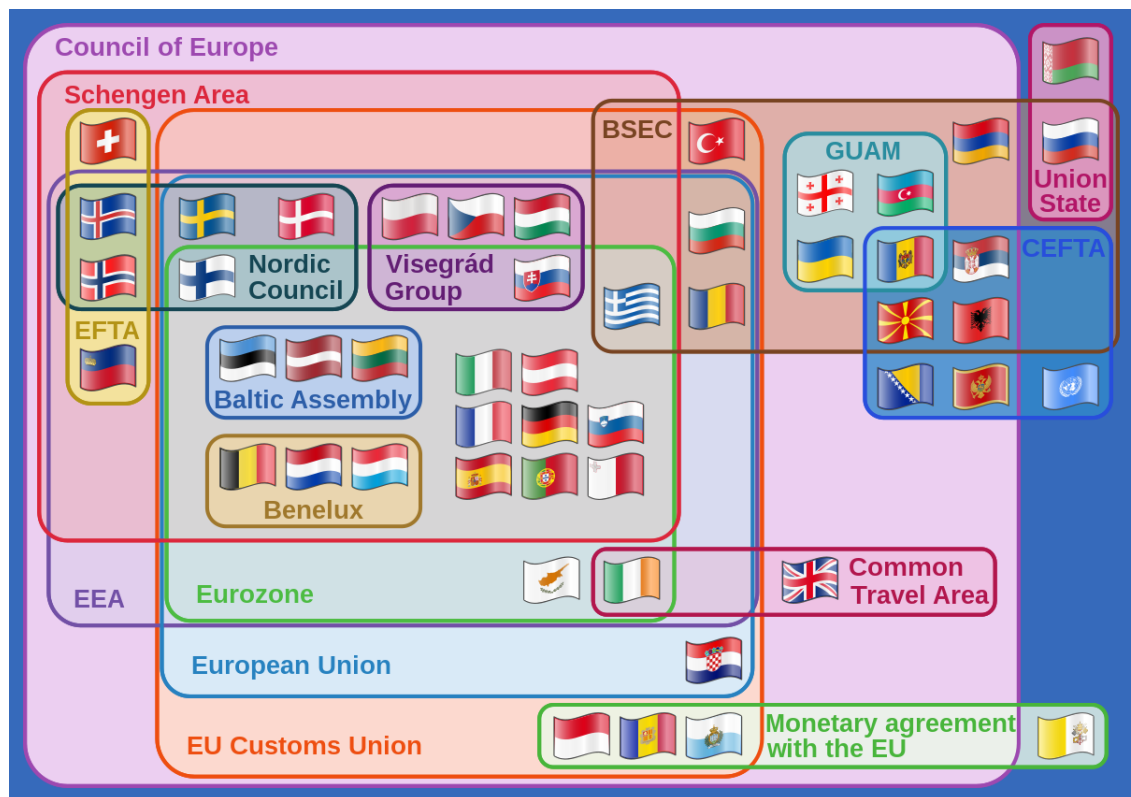 Council of Europe
Schengen Area
BSEC
GUAM
Union
State
CEFTA
Nordic
Council
Visegrád
Group
EFTA
Baltic Assembly
Benelux
EEA
Eurozone
Common
Travel Area
European Union
EU Customs Union
Monetary agreement
with the EU